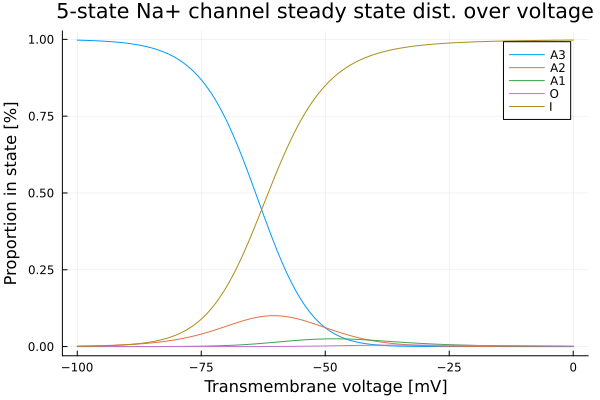 5-state Na+ channel steady state dist. over voltage
Proportion in state [%]
1.00
0.75
0.50
0.25
0.00
A3
A2
A1
O
I
−100
−75
−50
−25
0
Transmembrane voltage [mV]